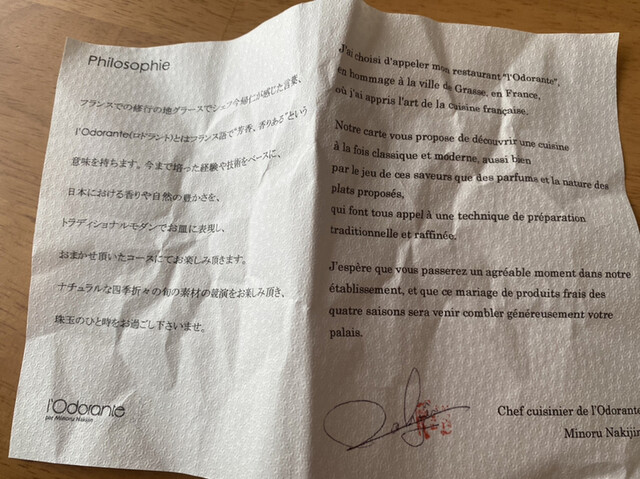 Philosophie
フランスでの修行の地グラースでシェフ今帰仁が感じた言葉、
l'Odorante(ロドラント)とはフランス語で"芳香、香りある"という
意味を持ちます。今まで培った経験や技術をベースに、
日本における香りや自然の豊かさを、
トラディショナルモダンでお皿に表現し、
おまかせ頂いたコースにてお楽しみ頂きます。
ナチュラルな四季折々の旬の素材の競演をお楽しみ頂き、
珠玉のひと時をお過ごし下さいませ。
l'Odorante
par Minoru Nakijin
J'ai choisi d'appeler mon restaurant "l'Odorante",
en hommage à la ville de Grasse, en France,
où j'ai appris l'art de la cuisine française.
Notre carte vous propose de découvrir une cuisine
à la fois classique et moderne, aussi bien
par le jeu de ces saveurs que des parfums et la nature des
plats proposés,
qui font tous appel à une technique de préparation
traditionnelle et raffinée.
J'espère que vous passerez un agréable moment dans notre
établissement, et que ce mariage de produits frais des
quatre saisons sera venir combler généreusement votre
palais.
Chef cuisinier de l'Odorante
Minoru Nakijin